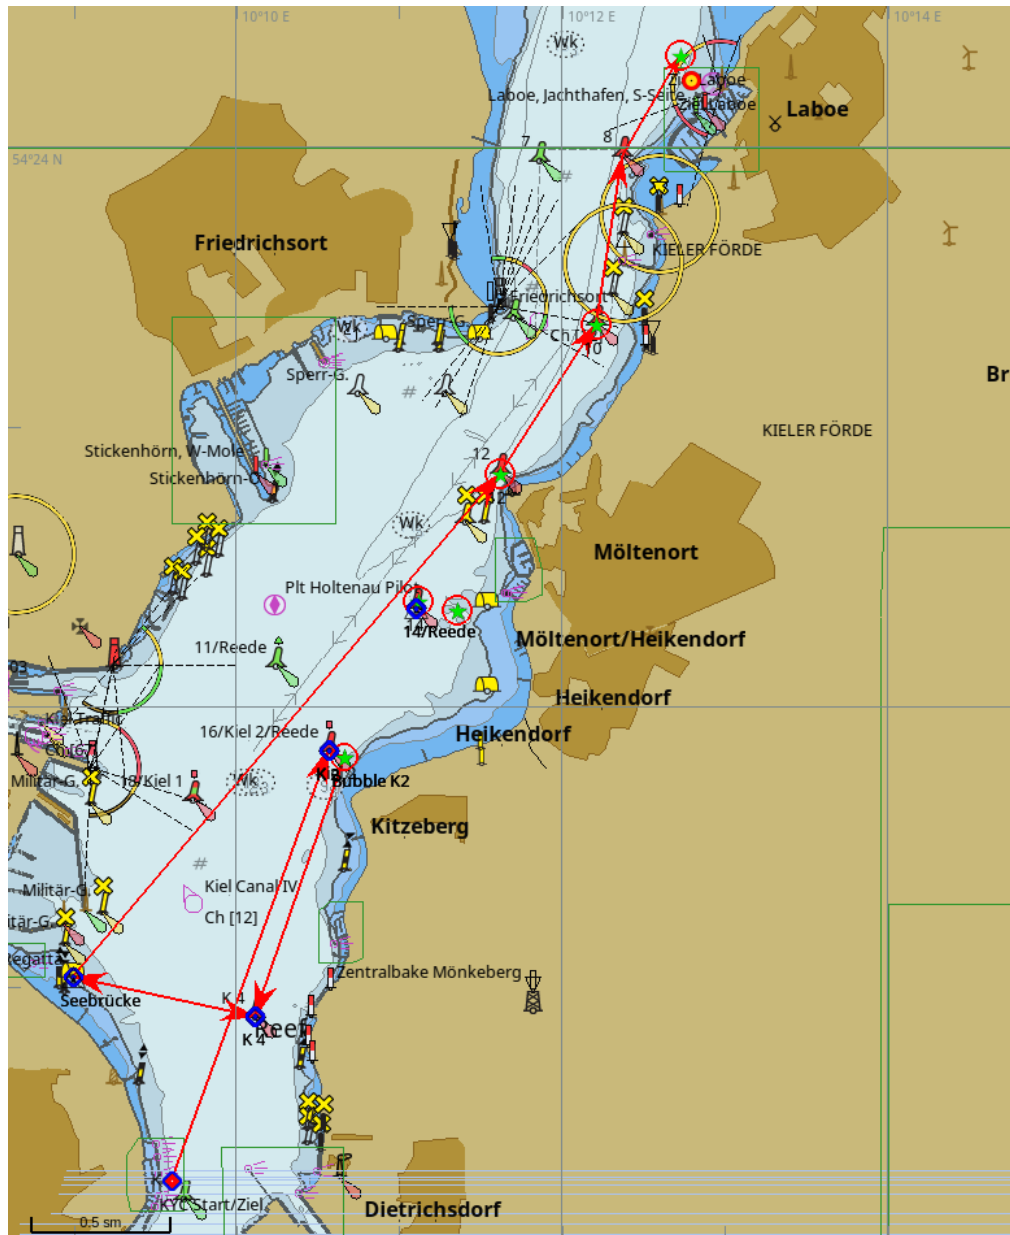 10°10 E
10°12 E
10°14 E
Wk
Laboe
Laboe, Jachthafen, S-Seite
Ziel Laboe
Laboe
7
8
54°24 N
Friedrichsort
KIELER FÖRDE
Friedrichsort
Sperr-G.
Wk
Ch [
10
Sperr-G.
Br
KIELER FÖRDE
Stickenhörn, W-Mole
12
Stickenhörn-O
Wk
Möltenort
Plt Holtenau Pilot
14/Reede
Möltenort/Heikendorf
11/Reede
03
Heikendorf
Kiel Traffic
16/Kiel 2/Reede
Heikendorf
Ch [67]
Militär-G.
18/Kiel 1
Wk
Bubble K2
Kitzeberg
Militär-G.
Kiel Canal IV
itär-G.
Ch [12]
Regatta
Zentralbake Mönkeberg
Seebrücke
K 4
Reef
K 4
KYC Start/Ziel
Dietrichsdorf
0.5 sm